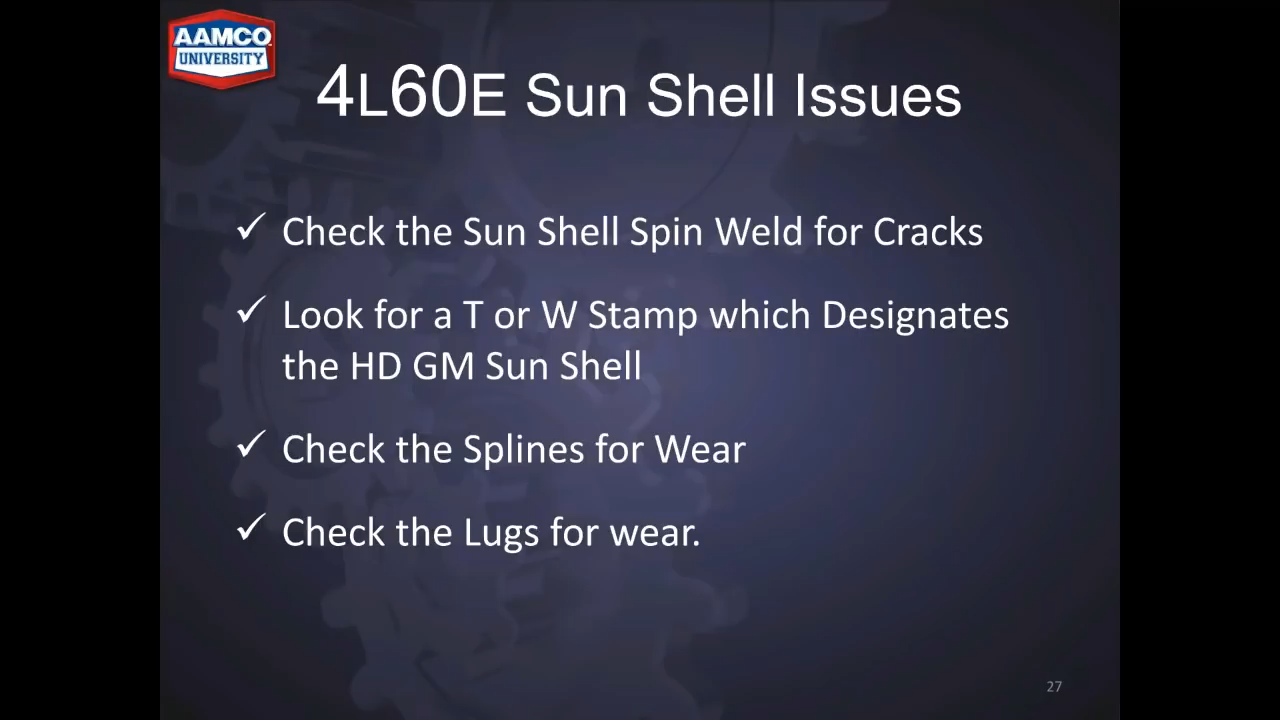 AAMCO
UNIVERSITY
4L60E Sun Shell Issues
✓ Check the Sun Shell Spin Weld for Cracks
✓ Look for a T or W Stamp which Designates
the HD GM Sun Shell
✓ Check the Splines for Wear
✓ Check the Lugs for wear.
27